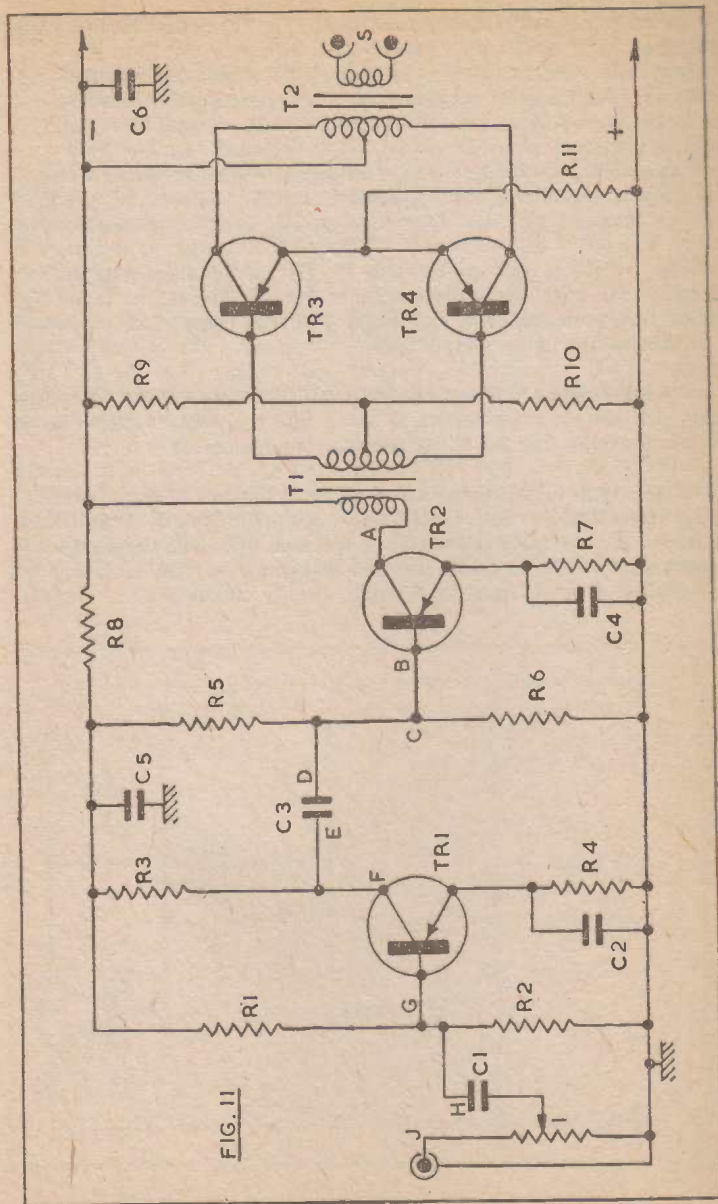 FIG. 11
J
I
H
C1
R1
G
R2
TR1
F
R3
C2
R4
E
C3
D
C5
R5
C
B
R6
R8
A
TR2
C4
R7
T1
R9
R10
TR3
TR4
R11
T2
S
C6
−
+